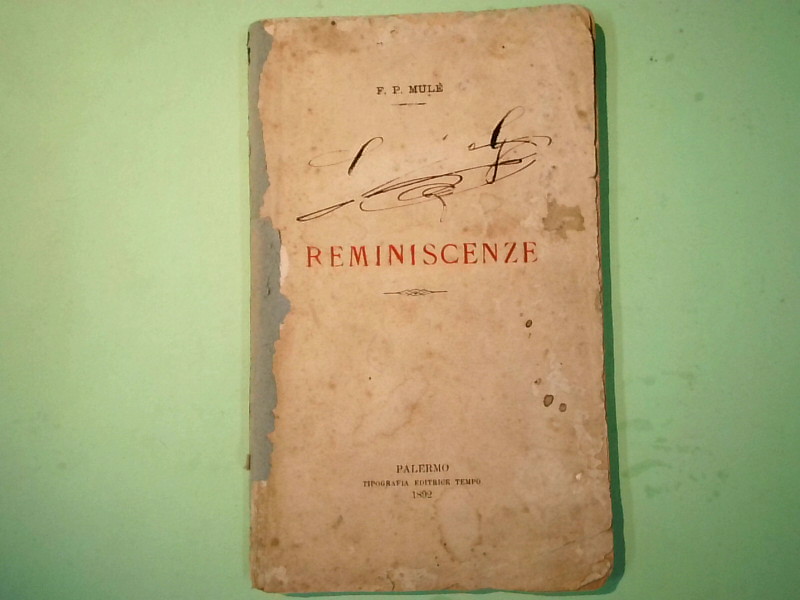 F. P. MULÈ
REMINISCENZE
PALERMO
TIPOGRAFIA EDITRICE TEMPO
1892